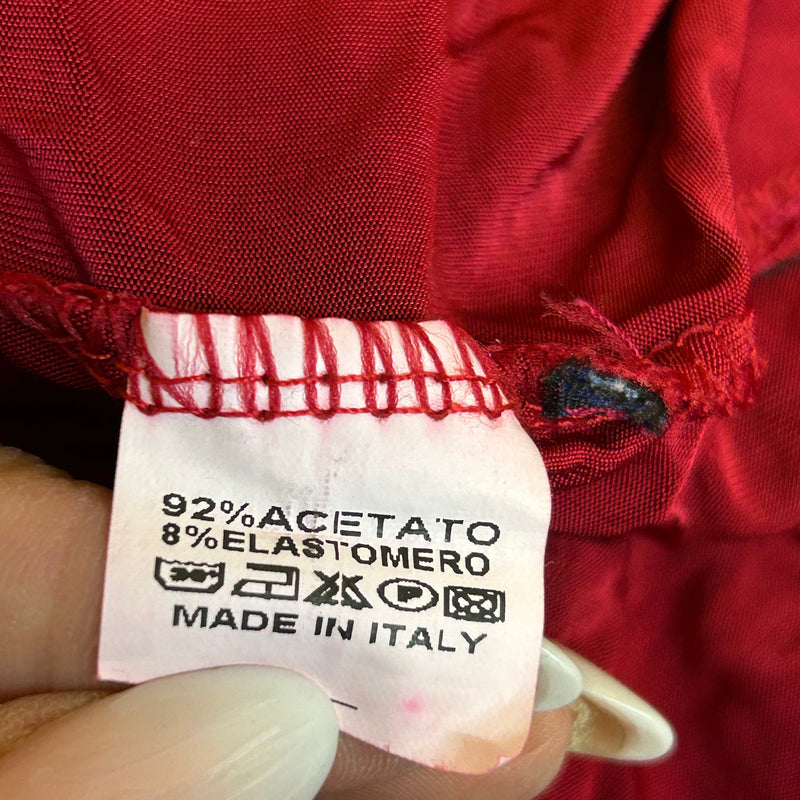 92%ACETATO
8%ELASTOMERO
P
MADE IN ITALY